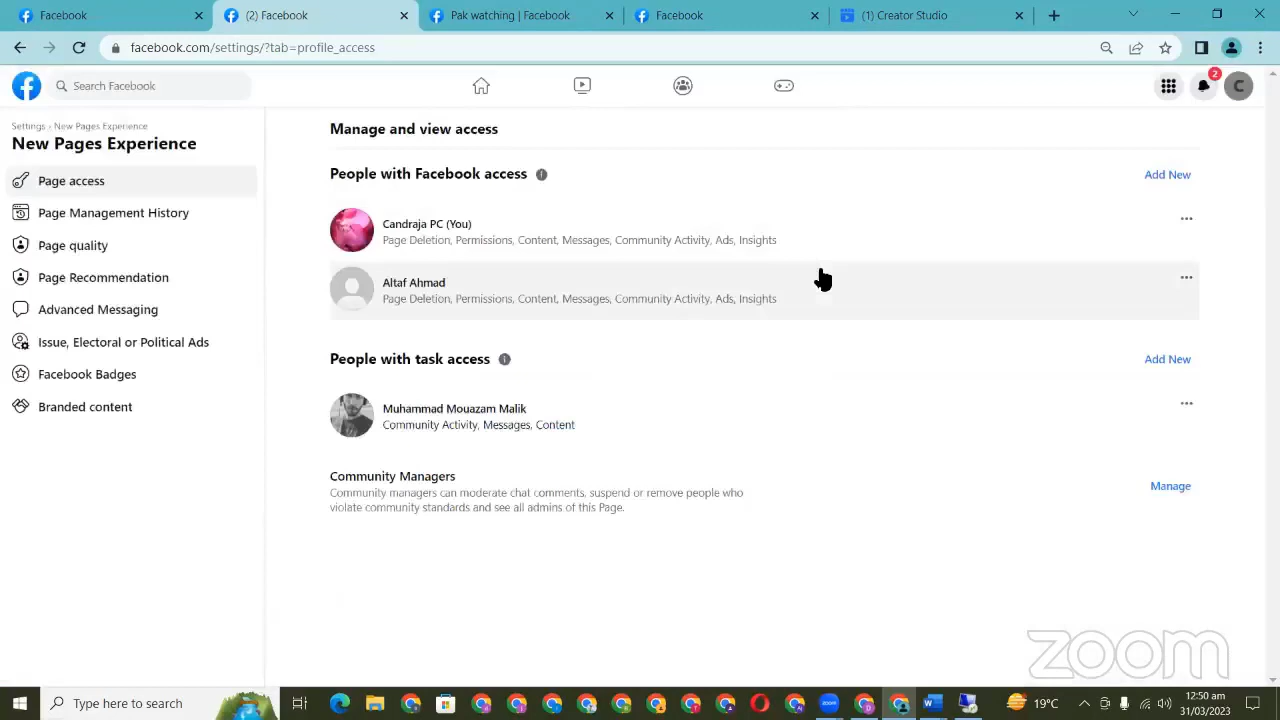 Facebook
(2) Facebook
Pak watching | Facebook
Facebook
(1) Creator Studio
facebook.com/settings/?tab=profile_access
Search Facebook
2
C
Settings › New Pages Experience
New Pages Experience
Page access
Page Management History
Page quality
Page Recommendation
Advanced Messaging
Issue, Electoral or Political Ads
Facebook Badges
Branded content
Manage and view access
People with Facebook access
Add New
Candraja PC (You)
Page Deletion, Permissions, Content, Messages, Community Activity, Ads, Insights
Altaf Ahmad
Page Deletion, Permissions, Content, Messages, Community Activity, Ads, Insights
People with task access
Add New
Muhammad Mouazam Malik
Community Activity, Messages, Content
Community Managers
Community managers can moderate chat comments, suspend or remove people who
violate community standards and see all admins of this Page.
Manage
zoom
Type here to search
zoom
19°C
12:50 am
31/03/2023